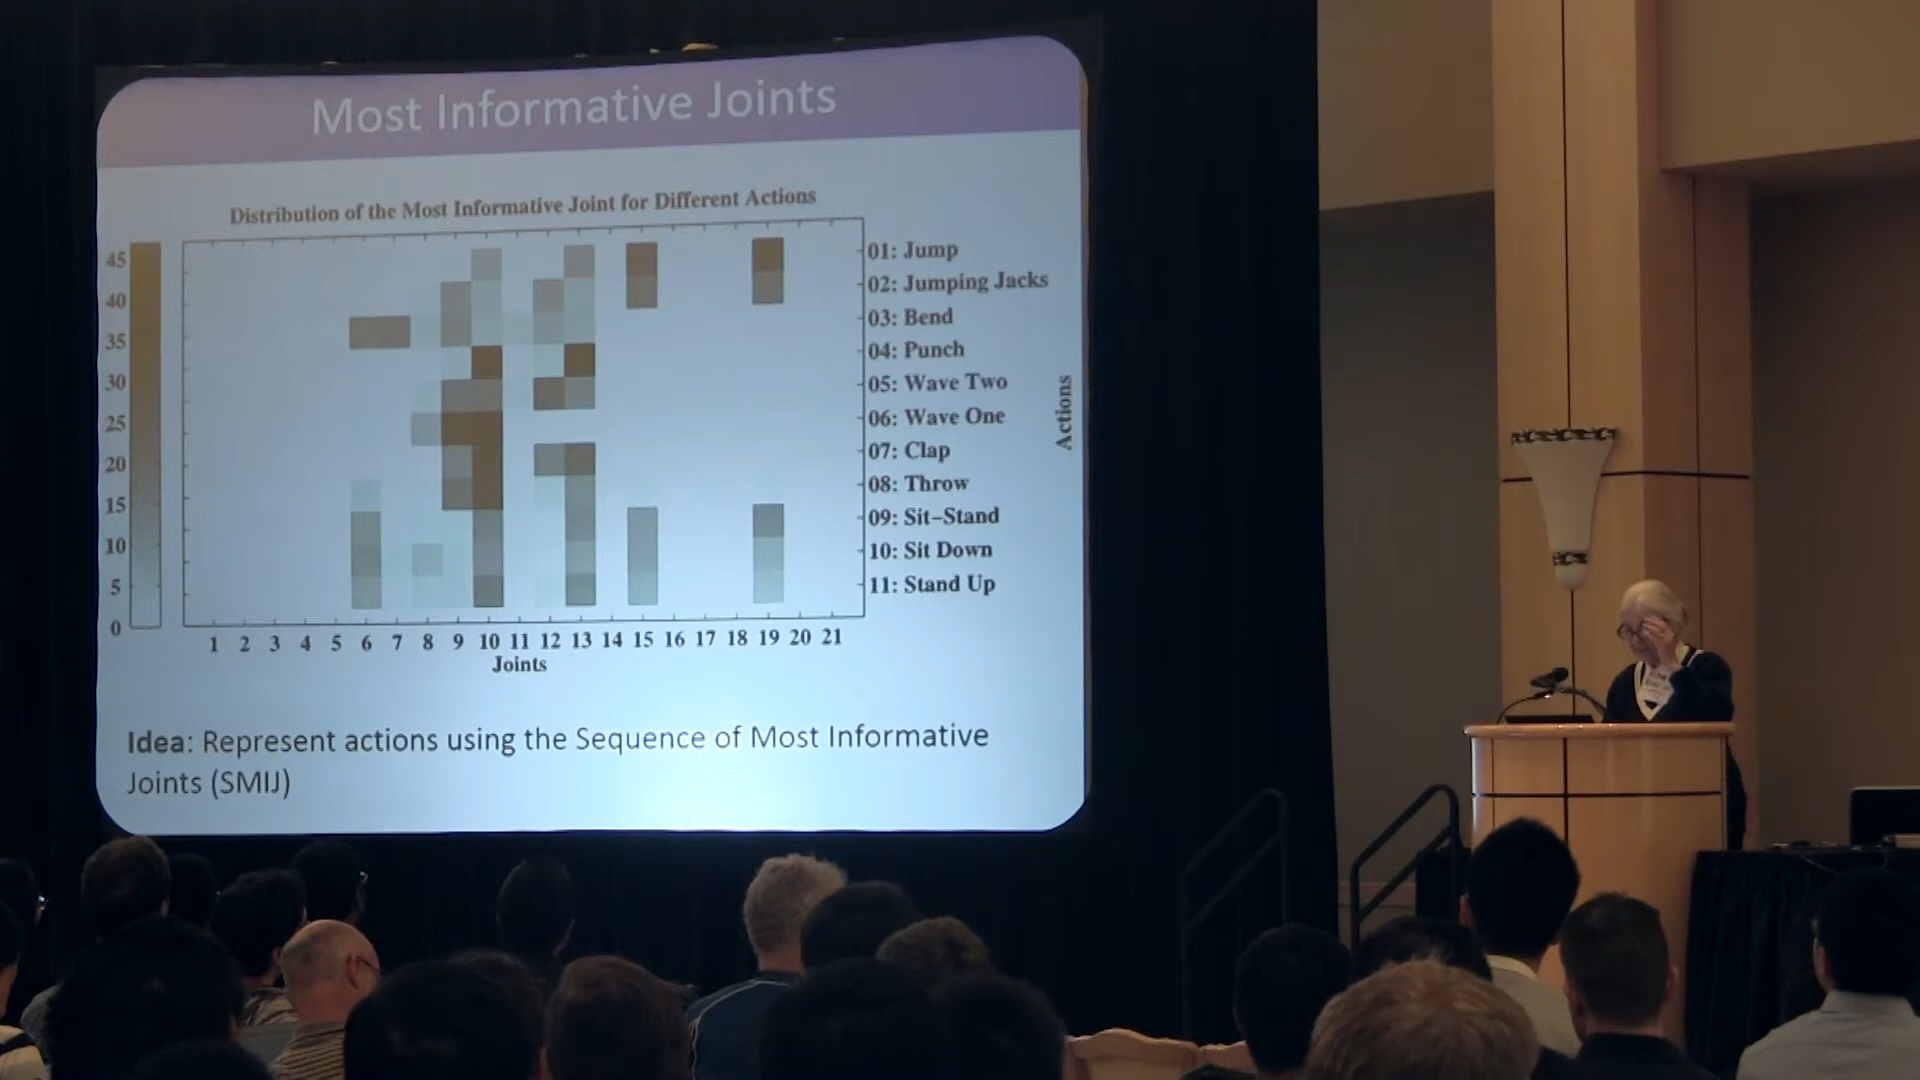 Most Informative Joints
Distribution of the Most Informative Joint for Different Actions
45
40
35
30
25
20
15
10
5
0
01: Jump
02: Jumping Jacks
03: Bend
04: Punch
05: Wave Two
06: Wave One
07: Clap
08: Throw
09: Sit–Stand
10: Sit Down
11: Stand Up
Actions
1 2 3 4 5 6 7 8 9 10 11 12 13 14 15 16 17 18 19 20 21
Joints
Idea: Represent actions using the Sequence of Most Informative
Joints (SMIJ)